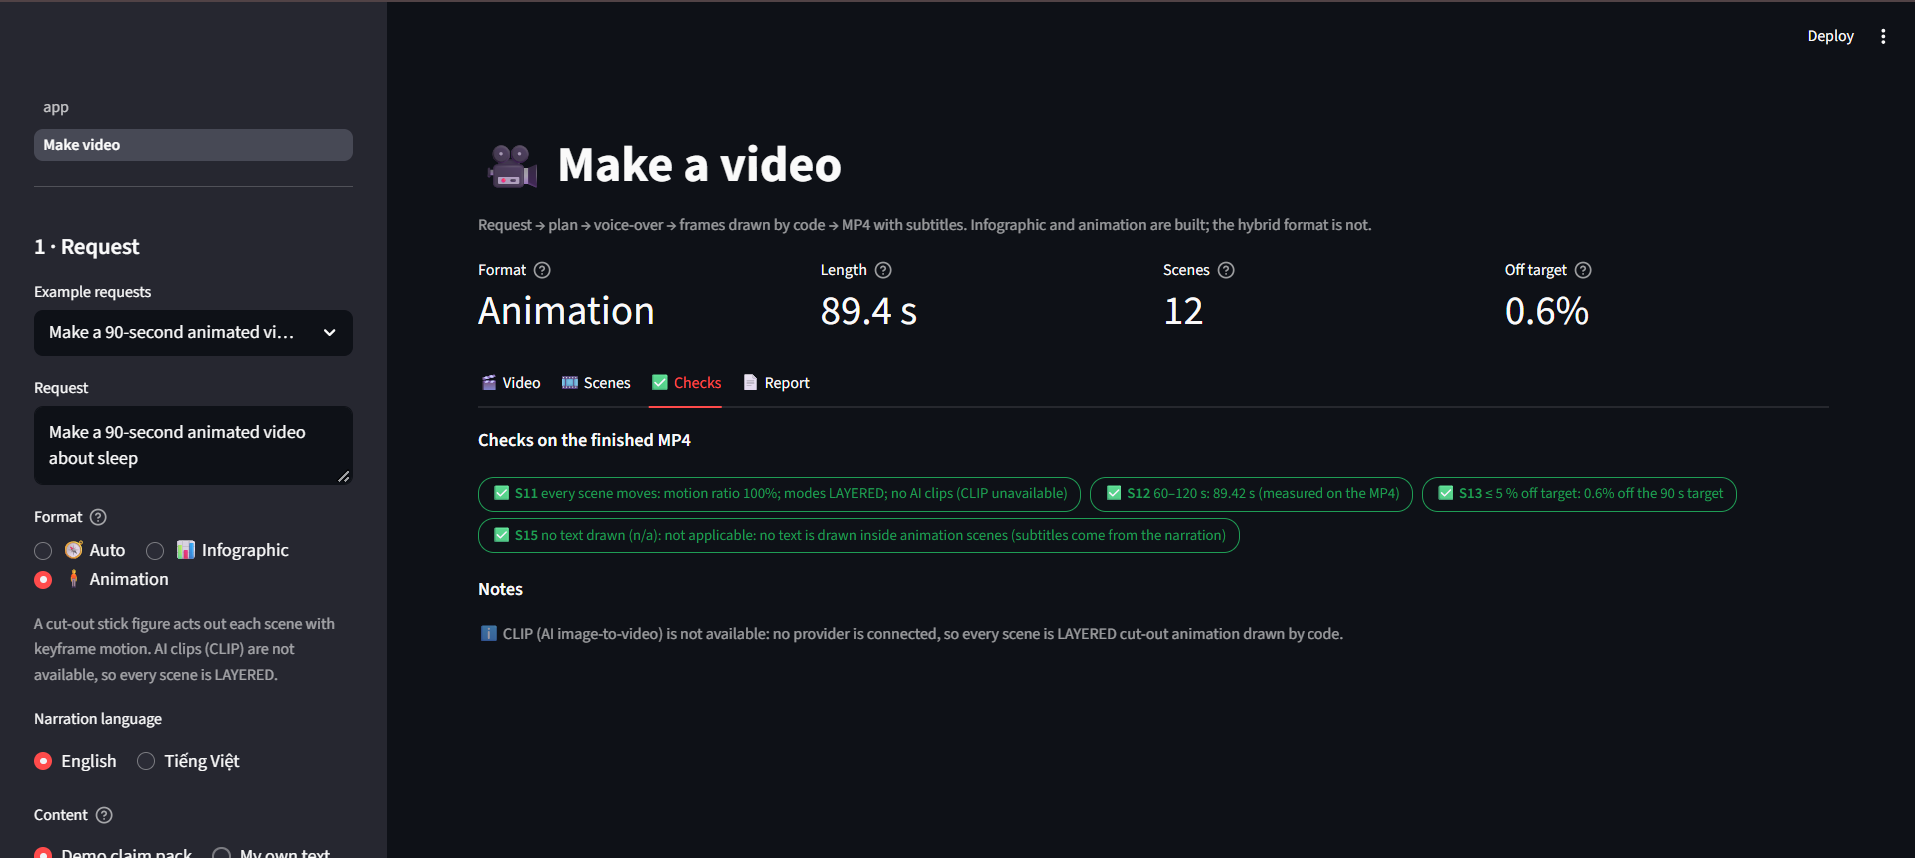 Deploy
app
Make video
1 · Request
Example requests
Make a 90-second animated vi...
Request
Make a 90-second animated video
about sleep
Format
Auto
Infographic
Animation
A cut-out stick figure acts out each scene with
keyframe motion. AI clips (CLIP) are not
available, so every scene is LAYERED.
Narration language
English
Tiếng Việt
Content
Demo claim pack
My own text
Make a video
Request → plan → voice-over → frames drawn by code → MP4 with subtitles. Infographic and animation are built; the hybrid format is not.
Format
Length
Scenes
Off target
Animation
89.4 s
12
0.6%
Video
Scenes
Checks
Report
Checks on the finished MP4
S11 every scene moves: motion ratio 100%; modes LAYERED; no AI clips (CLIP unavailable)
S12 60–120 s: 89.42 s (measured on the MP4)
S13 ≤ 5 % off target: 0.6% off the 90 s target
S15 no text drawn (n/a): not applicable: no text is drawn inside animation scenes (subtitles come from the narration)
Notes
CLIP (AI image-to-video) is not available: no provider is connected, so every scene is LAYERED cut-out animation drawn by code.